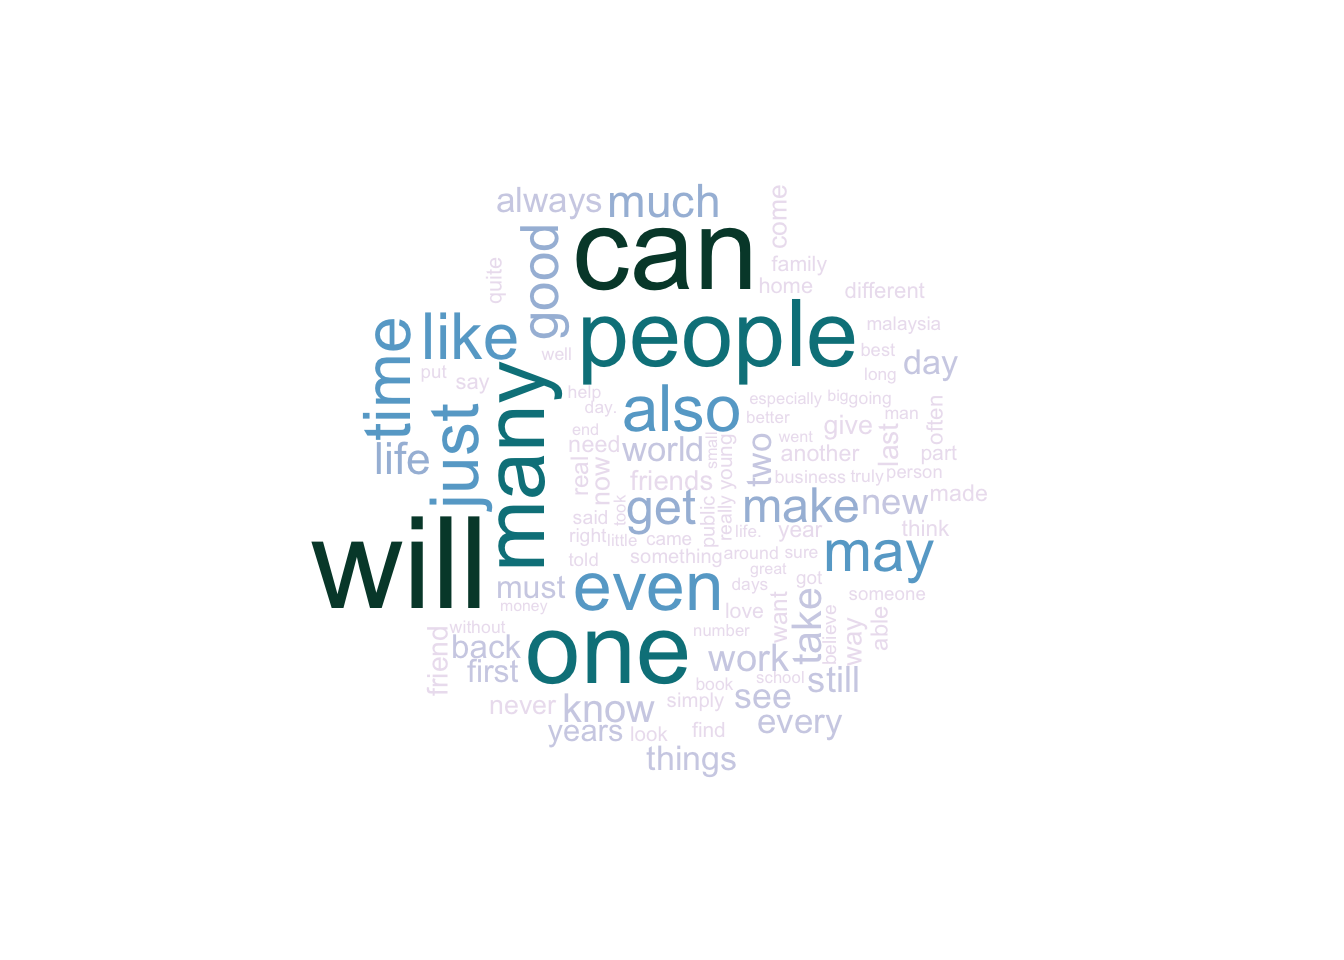 always
much
come
can
good
quite
family
home
different
people
malaysia
like
time
well
best
day
put
say
long
many
help
also
especially
big
going
day.
better
man
often
just
end
need
world
small
young
two
went
give
last
life
real
now
friends
another
part
business
truly
person
get
make
new
made
took
public
really
said
right
little
came
life.
year
think
will
told
something
around
sure
may
great
must
even
days
got
someone
money
love
want
take
believe
way
able
without
one
number
back
first
friend
work
school
still
book
see
simply
never
know
every
years
look
find
things